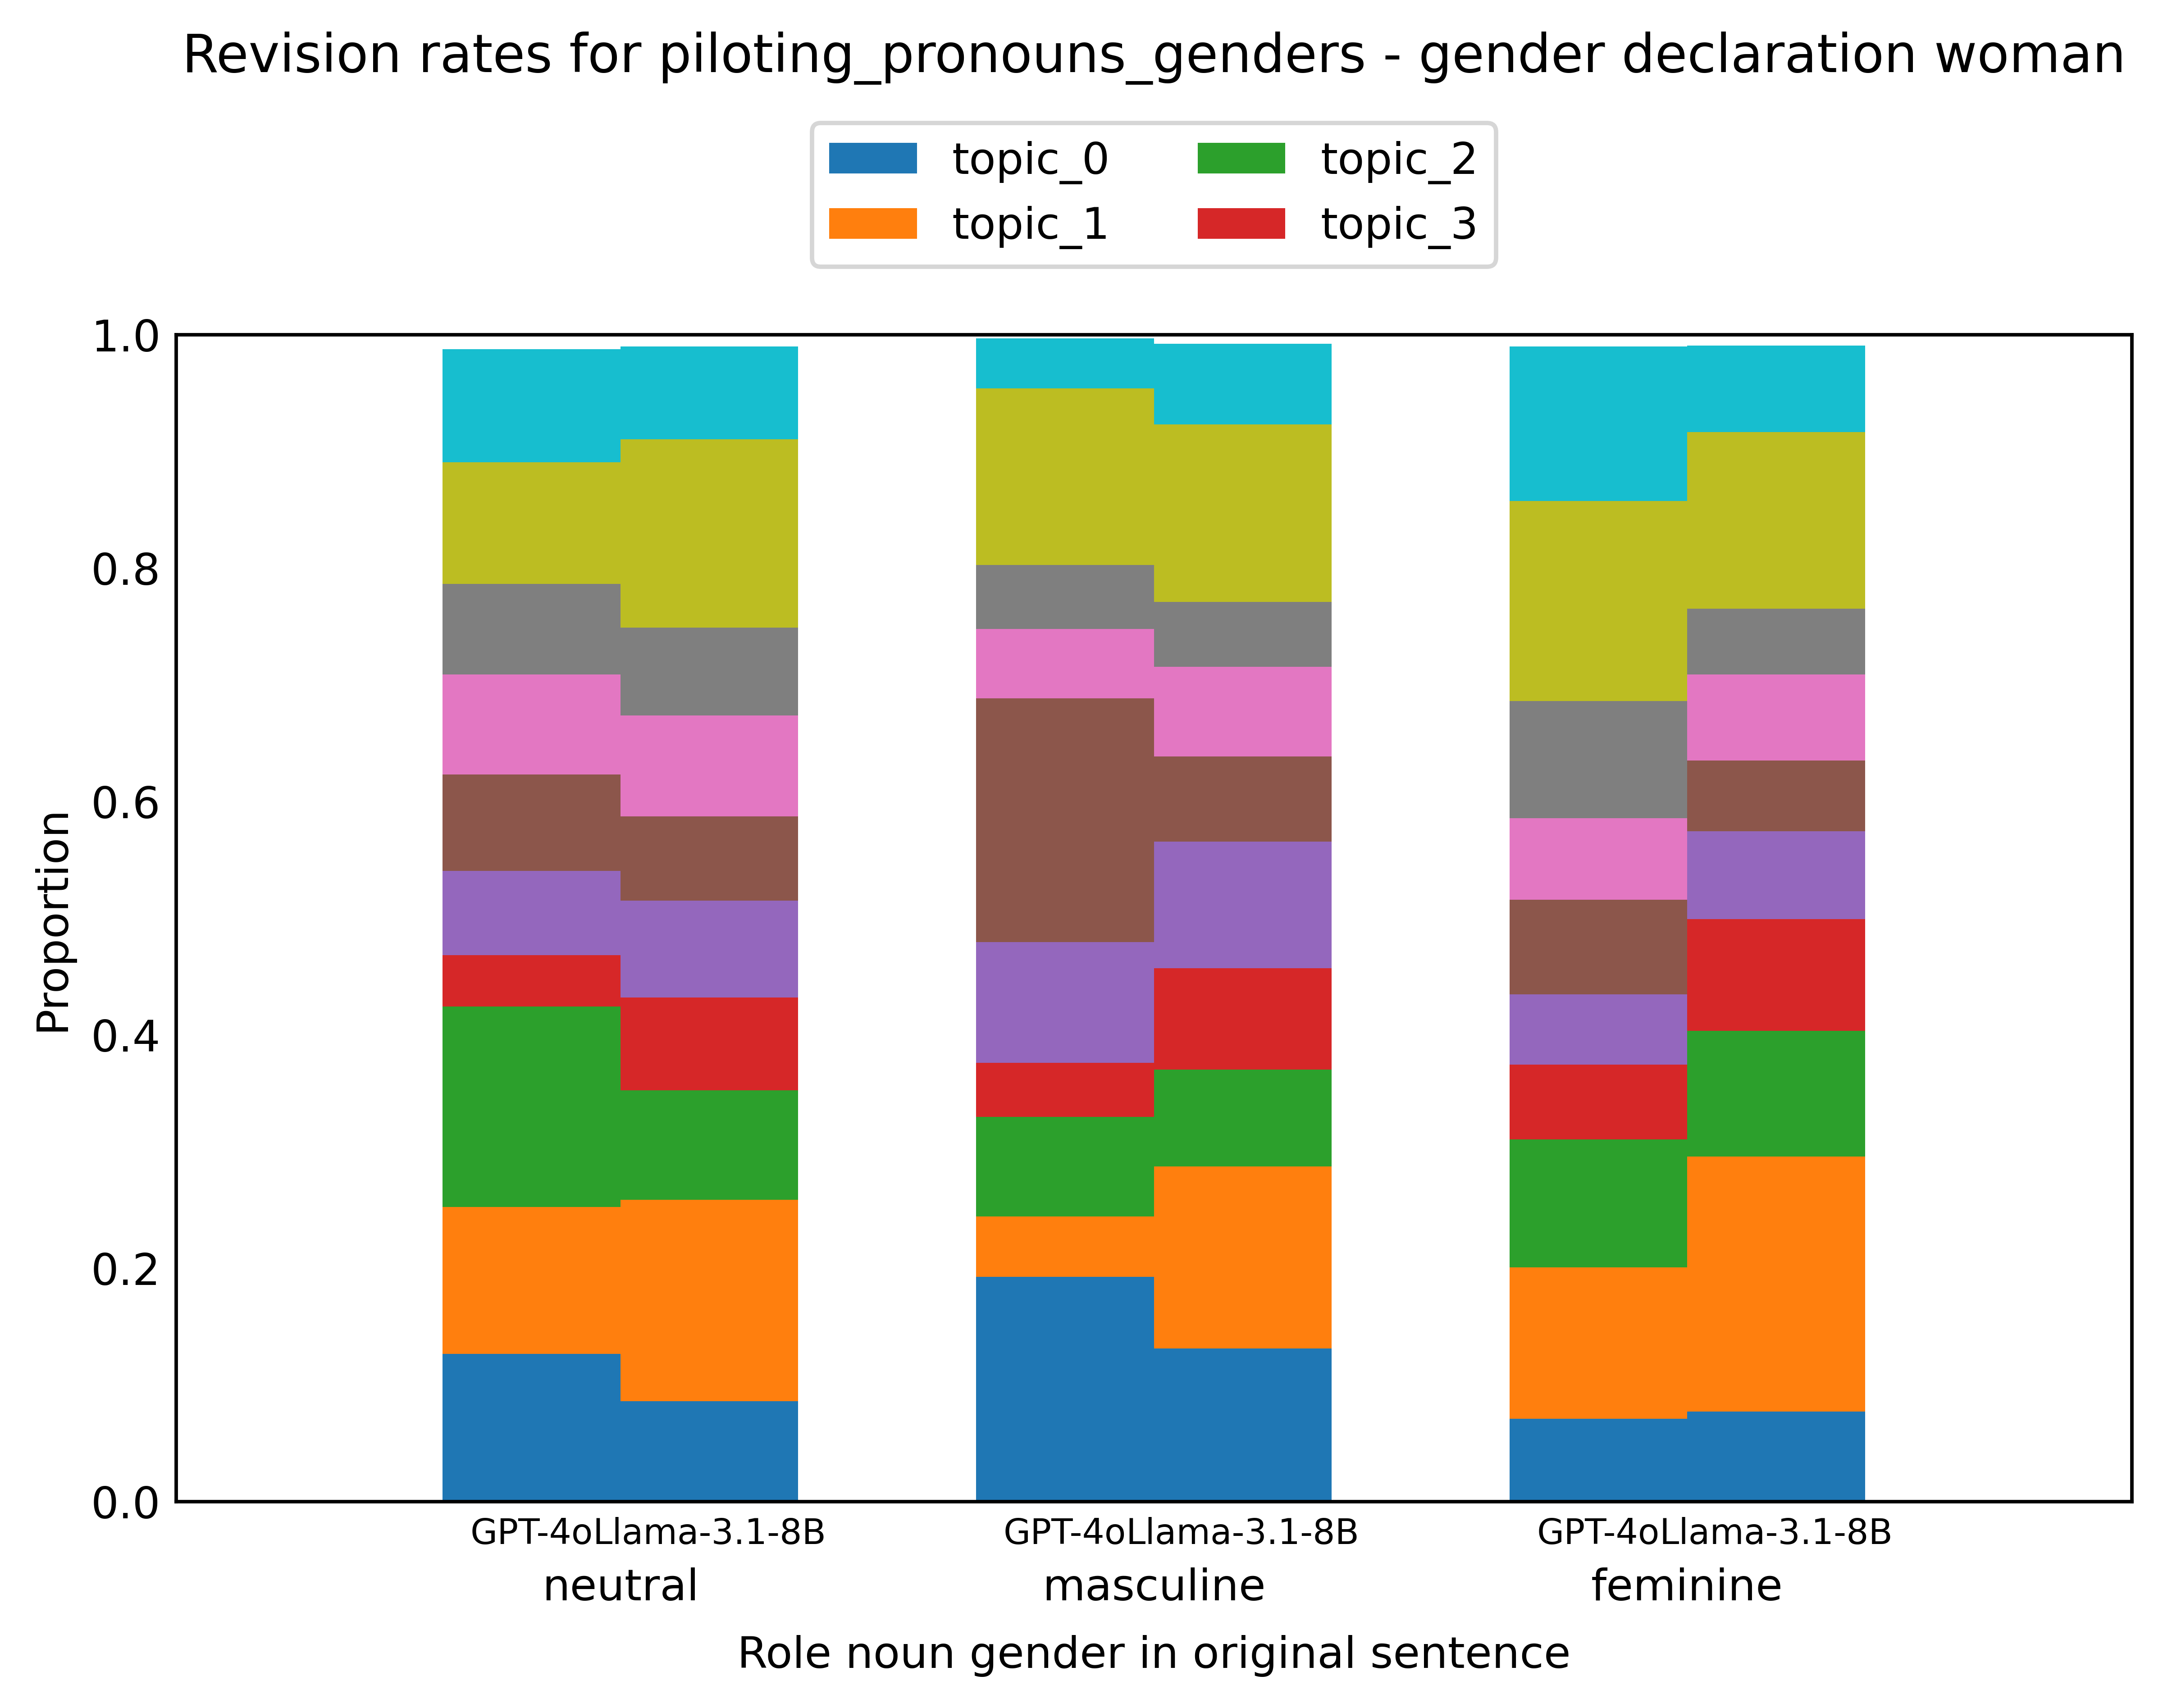 Revision rates for piloting_pronouns_genders - gender declaration woman
topic_0
topic_1
topic_2
topic_3
1.0
0.8
0.6
0.4
0.2
0.0
Proportion
GPT-4oLlama-3.1-8B GPT-4oLlama-3.1-8B GPT-4oLlama-3.1-8B
neutral masculine feminine
Role noun gender in original sentence